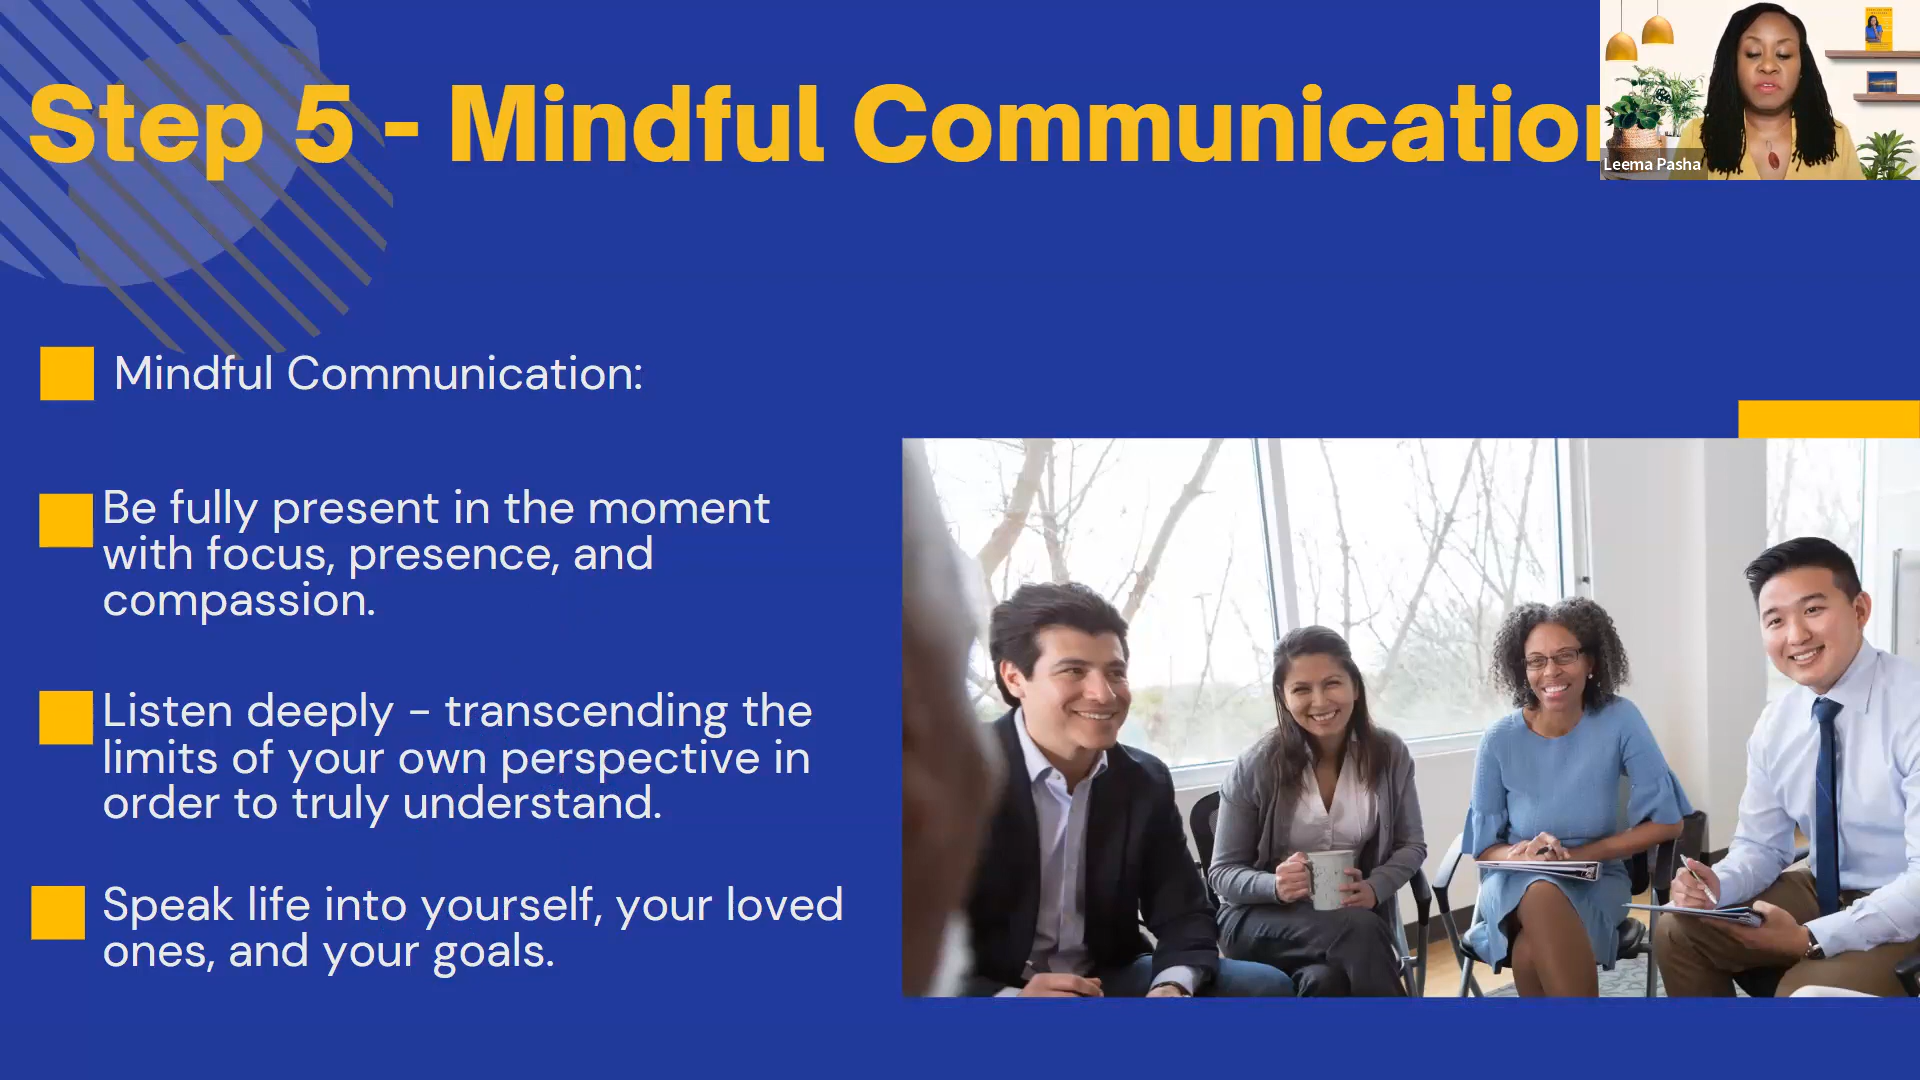 Step 5 - Mindful Communication
Leema Pasha
Mindful Communication:
Be fully present in the moment
with focus, presence, and
compassion.
Listen deeply - transcending the
limits of your own perspective in
order to truly understand.
Speak life into yourself, your loved
ones, and your goals.